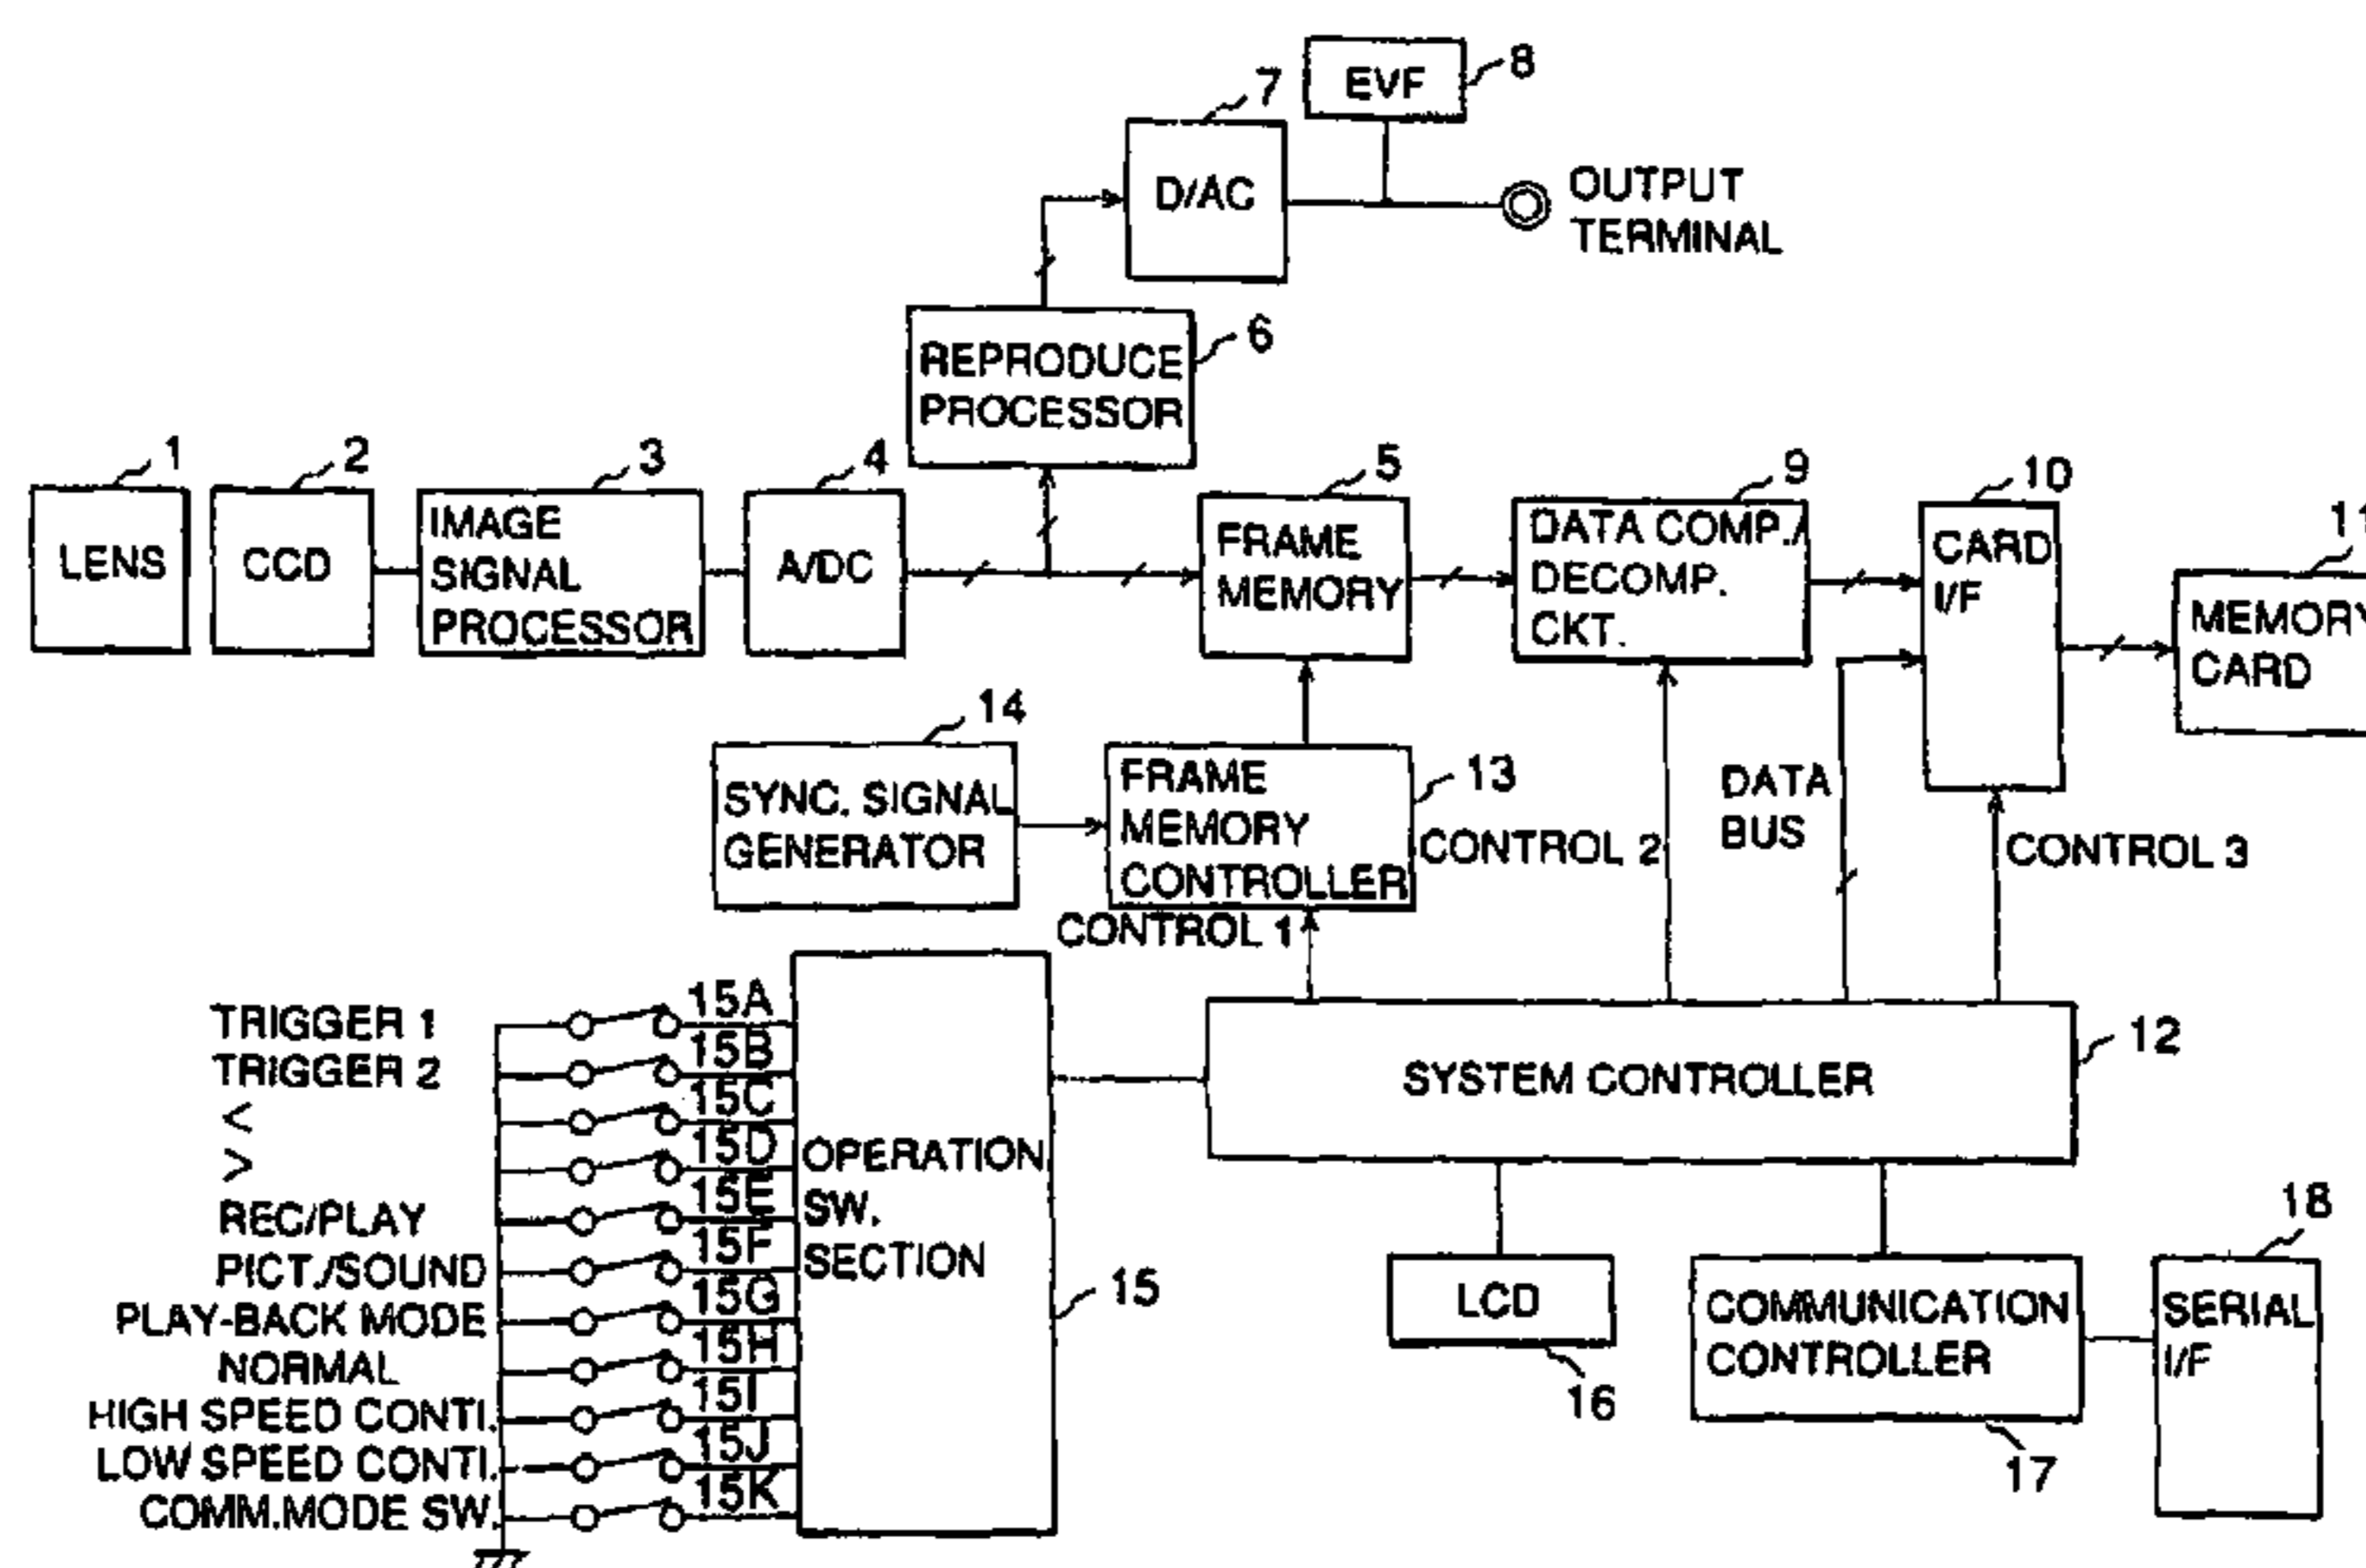 EVF
8
7
D/AC
OUTPUT
TERMINAL
REPRODUCE
PROCESSOR
6
1
LENS
2
CCD
3
IMAGE
SIGNAL
PROCESSOR
4
A/DC
5
FRAME
MEMORY
9
DATA COMP./
DECOMP.
CKT.
10
CARD
I/F
11
MEMORY
CARD
14
SYNC. SIGNAL
GENERATOR
13
FRAME
MEMORY
CONTROLLER
CONTROL 1
CONTROL 2
DATA
BUS
CONTROL 3
12
SYSTEM CONTROLLER
TRIGGER 1
15A
TRIGGER 2
15B
<
15C
>
15D
REC/PLAY
15E
PICT./SOUND
15F
PLAY-BACK MODE
15G
NORMAL
15H
HIGH SPEED CONTI.
15I
LOW SPEED CONTI.
15J
COMM.MODE SW.
15K
OPERATION
SW.
SECTION
15
LCD
16
COMMUNICATION
CONTROLLER
17
18
SERIAL
I/F